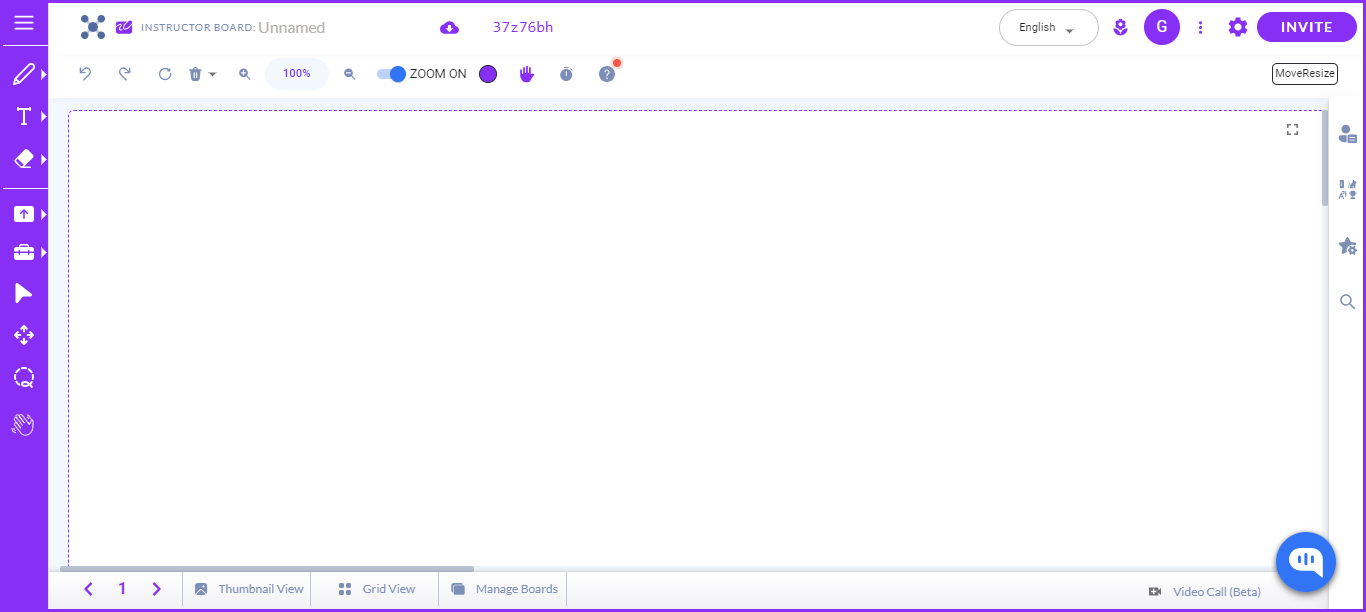 INSTRUCTOR BOARD: Unnamed
37z76bh
English
G
INVITE
100%
ZOOM ON
?
MoveResize
T
1
Thumbnail View
Grid View
Manage Boards
Video Call (Beta)